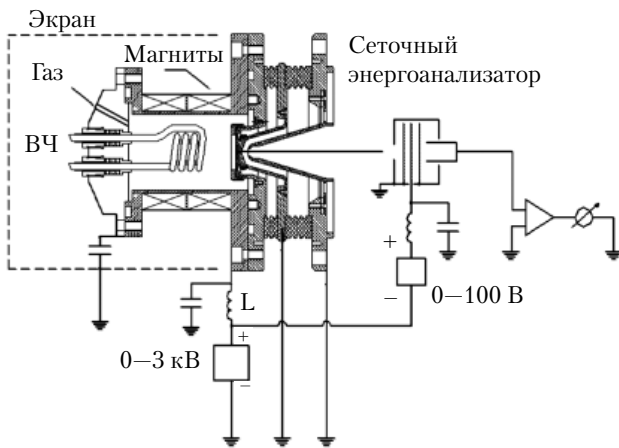 Экран
Магниты
Газ
ВЧ
Сеточный
энергоанализатор
L
+
−
0−100 В
+
0−3 кВ
−